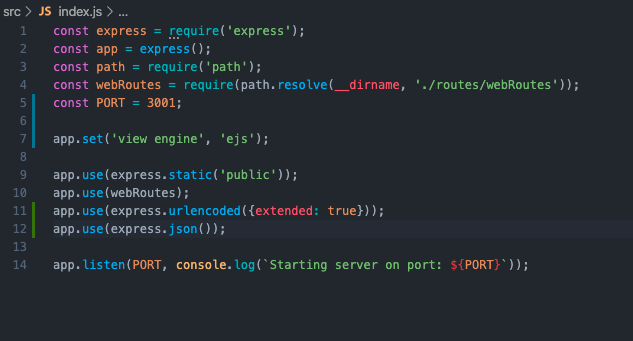 src > JS index.js > ...
1 const express = require('express');
2 const app = express();
3 const path = require('path');
4 const webRoutes = require(path.resolve(__dirname, './routes/webRoutes'));
5 const PORT = 3001;
6
7 app.set('view engine', 'ejs');
8
9 app.use(express.static('public'));
10 app.use(webRoutes);
11 app.use(express.urlencoded({extended: true}));
12 app.use(express.json());
13
14 app.listen(PORT, console.log(`Starting server on port: ${PORT}`));